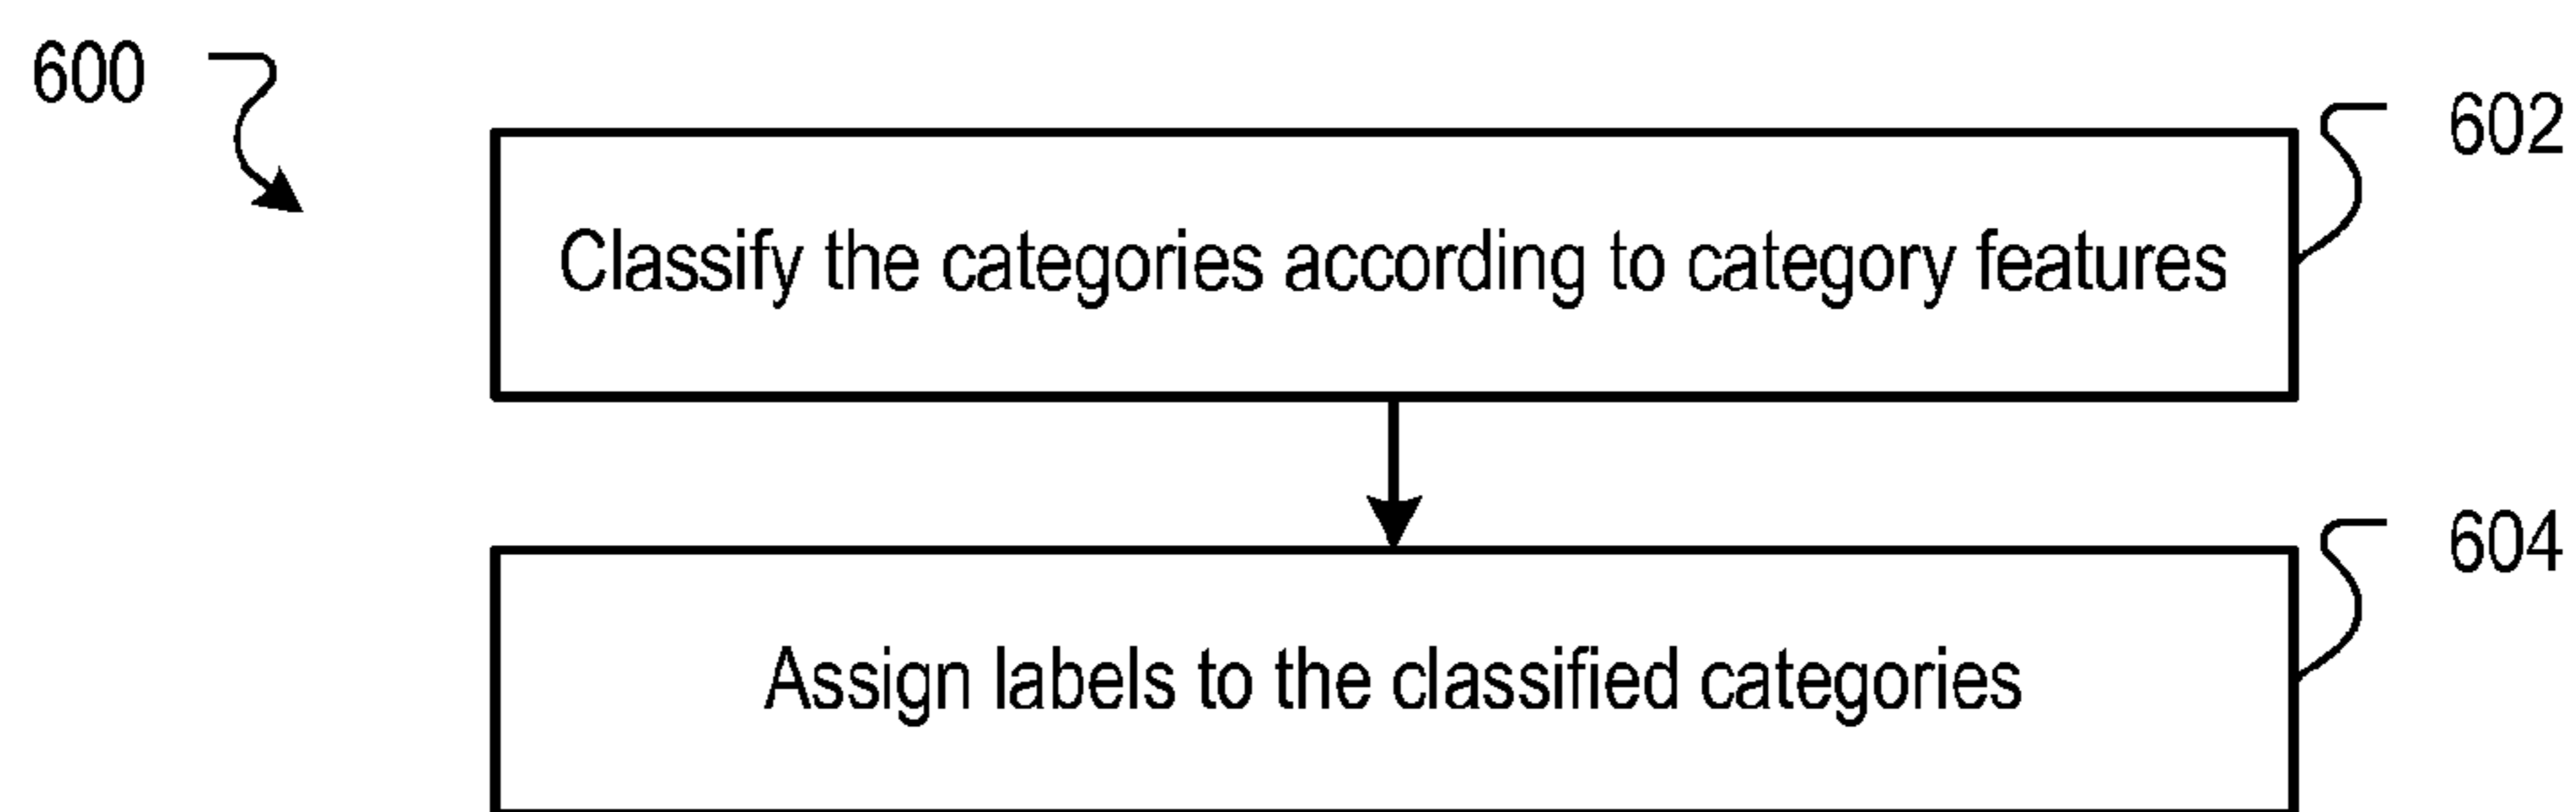 600
602
Classify the categories according to category features
604
Assign labels to the classified categories